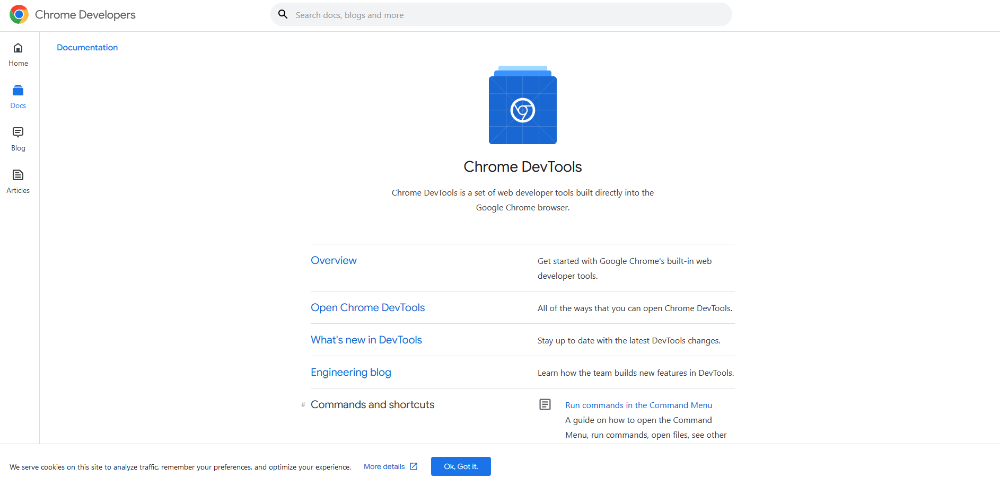 Chrome Developers
Search docs, blogs and more
Home
Docs
Blog
Articles
Documentation
Chrome DevTools
Chrome DevTools is a set of web developer tools built directly into the
Google Chrome browser.
Overview
Get started with Google Chrome's built-in web
developer tools.
Open Chrome DevTools
All of the ways that you can open Chrome DevTools.
What's new in DevTools
Stay up to date with the latest DevTools changes.
Engineering blog
Learn how the team builds new features in DevTools.
# Commands and shortcuts
Run commands in the Command Menu
A guide on how to open the Command
Menu, run commands, open files, see other
We serve cookies on this site to analyze traffic, remember your preferences, and optimize your experience.
More details
Ok, Got it.